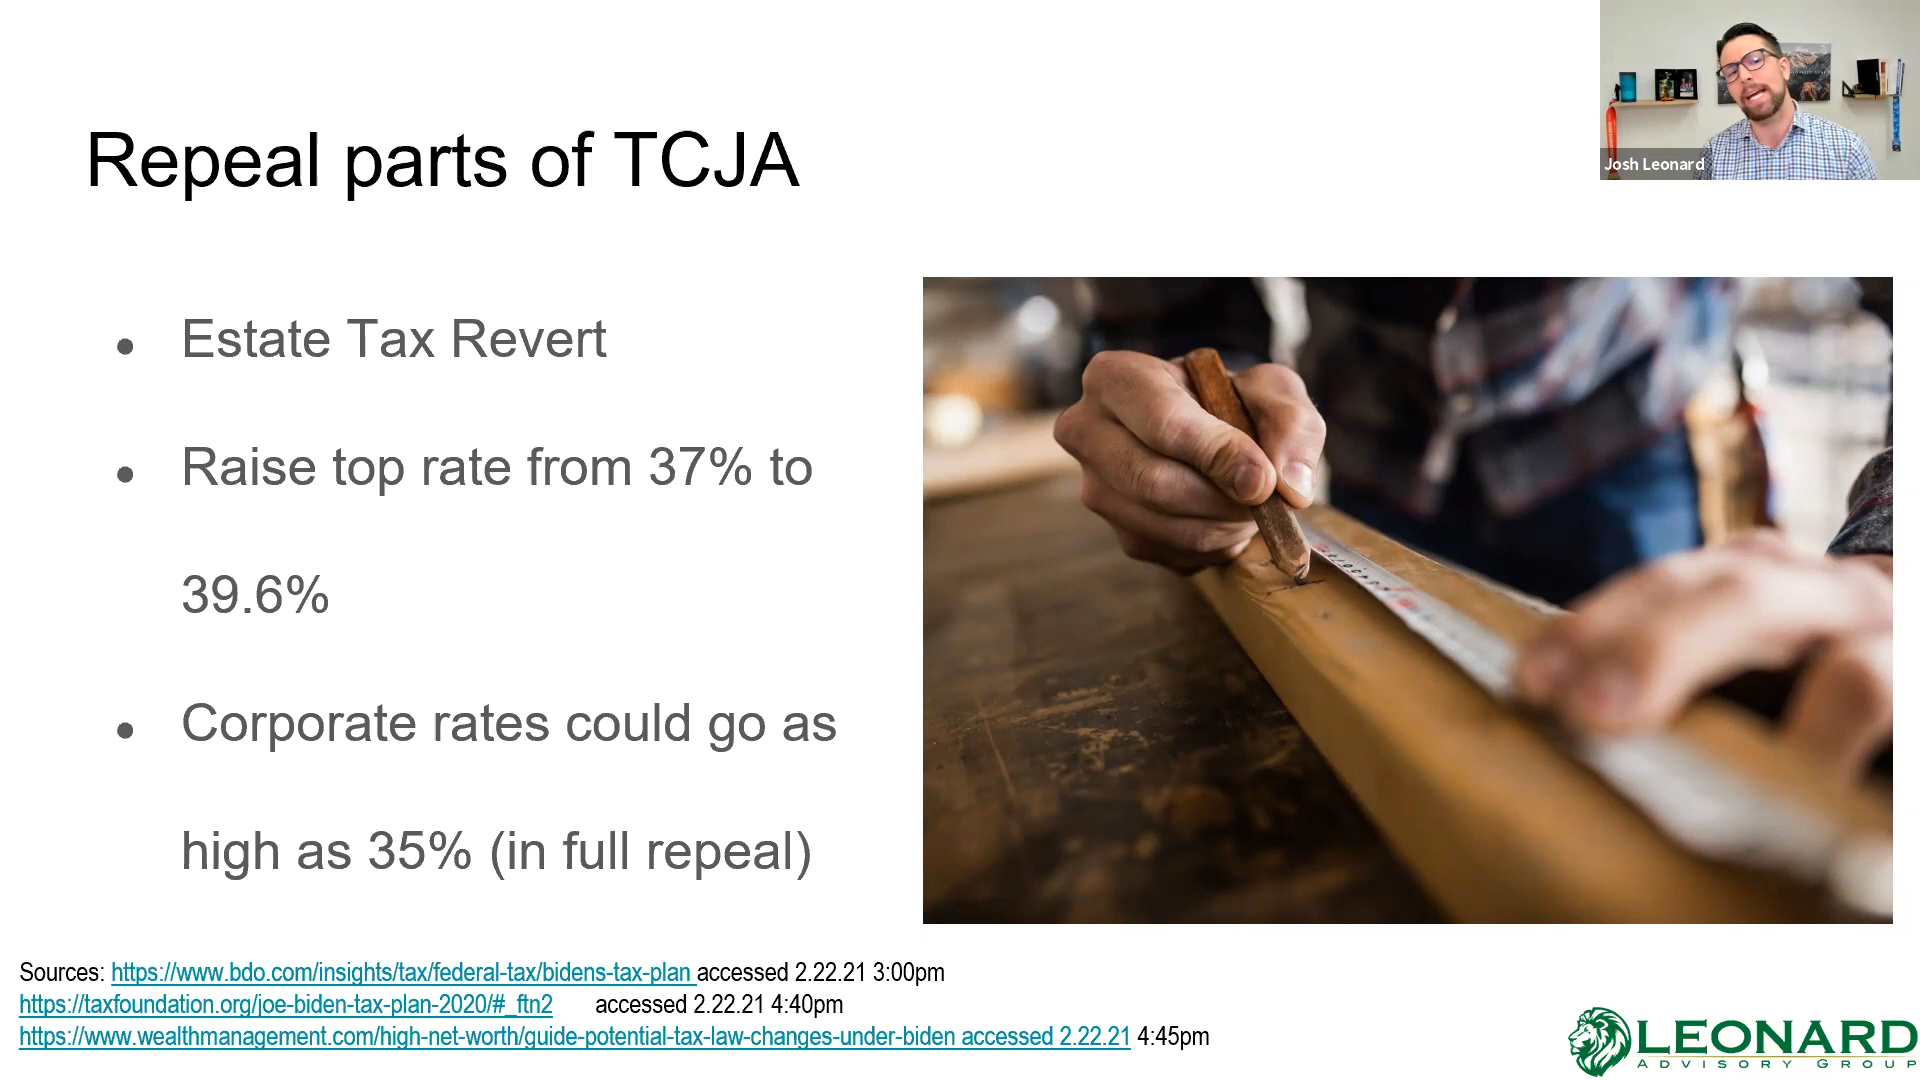 Josh Leonard
Repeal parts of TCJA
● Estate Tax Revert
● Raise top rate from 37% to
39.6%
● Corporate rates could go as
high as 35% (in full repeal)
Sources: https://www.bdo.com/insights/tax/federal-tax/bidens-tax-plan accessed 2.22.21 3:00pm
https://taxfoundation.org/joe-biden-tax-plan-2020/#_ftn2 accessed 2.22.21 4:40pm
https://www.wealthmanagement.com/high-net-worth/guide-potential-tax-law-changes-under-biden accessed 2.22.21 4:45pm
LEONARD
ADVISORY GROUP